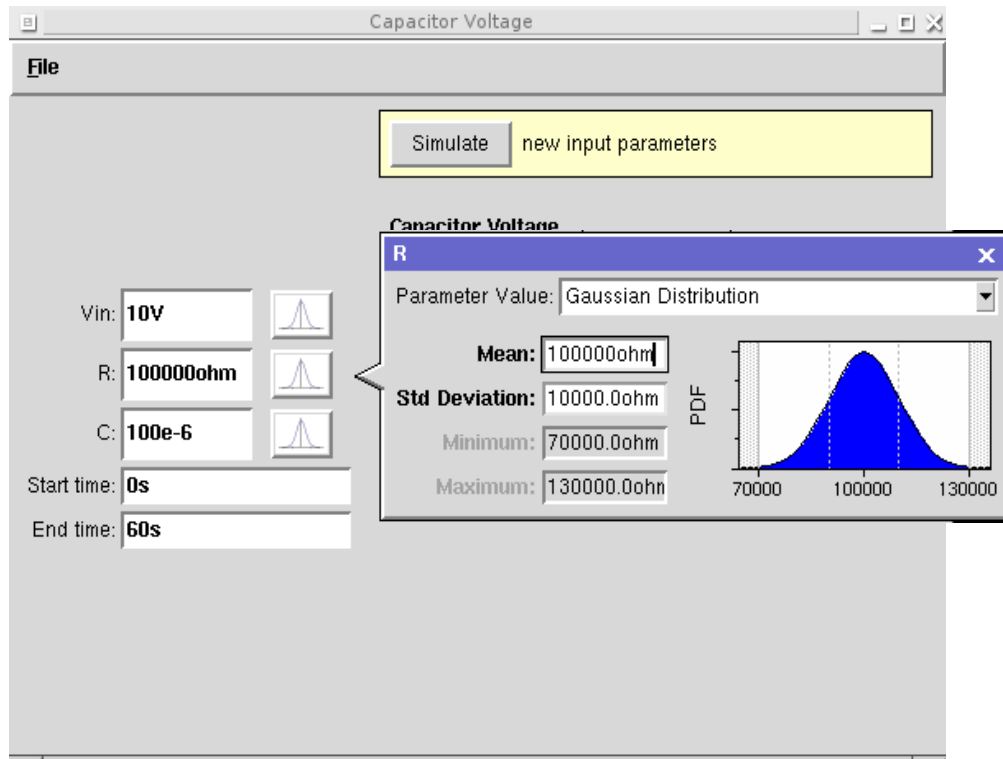 Capacitor Voltage
File
Simulate new input parameters
Capacitor Voltage
R
Parameter Value: Gaussian Distribution
Vin: 10V
R: 100000ohm
C: 100e-6
Start time: 0s
End time: 60s
Mean: 100000ohm
Std Deviation: 10000.0ohm
Minimum: 70000.0ohm
Maximum: 130000.0ohm
PDF
70000 100000 130000